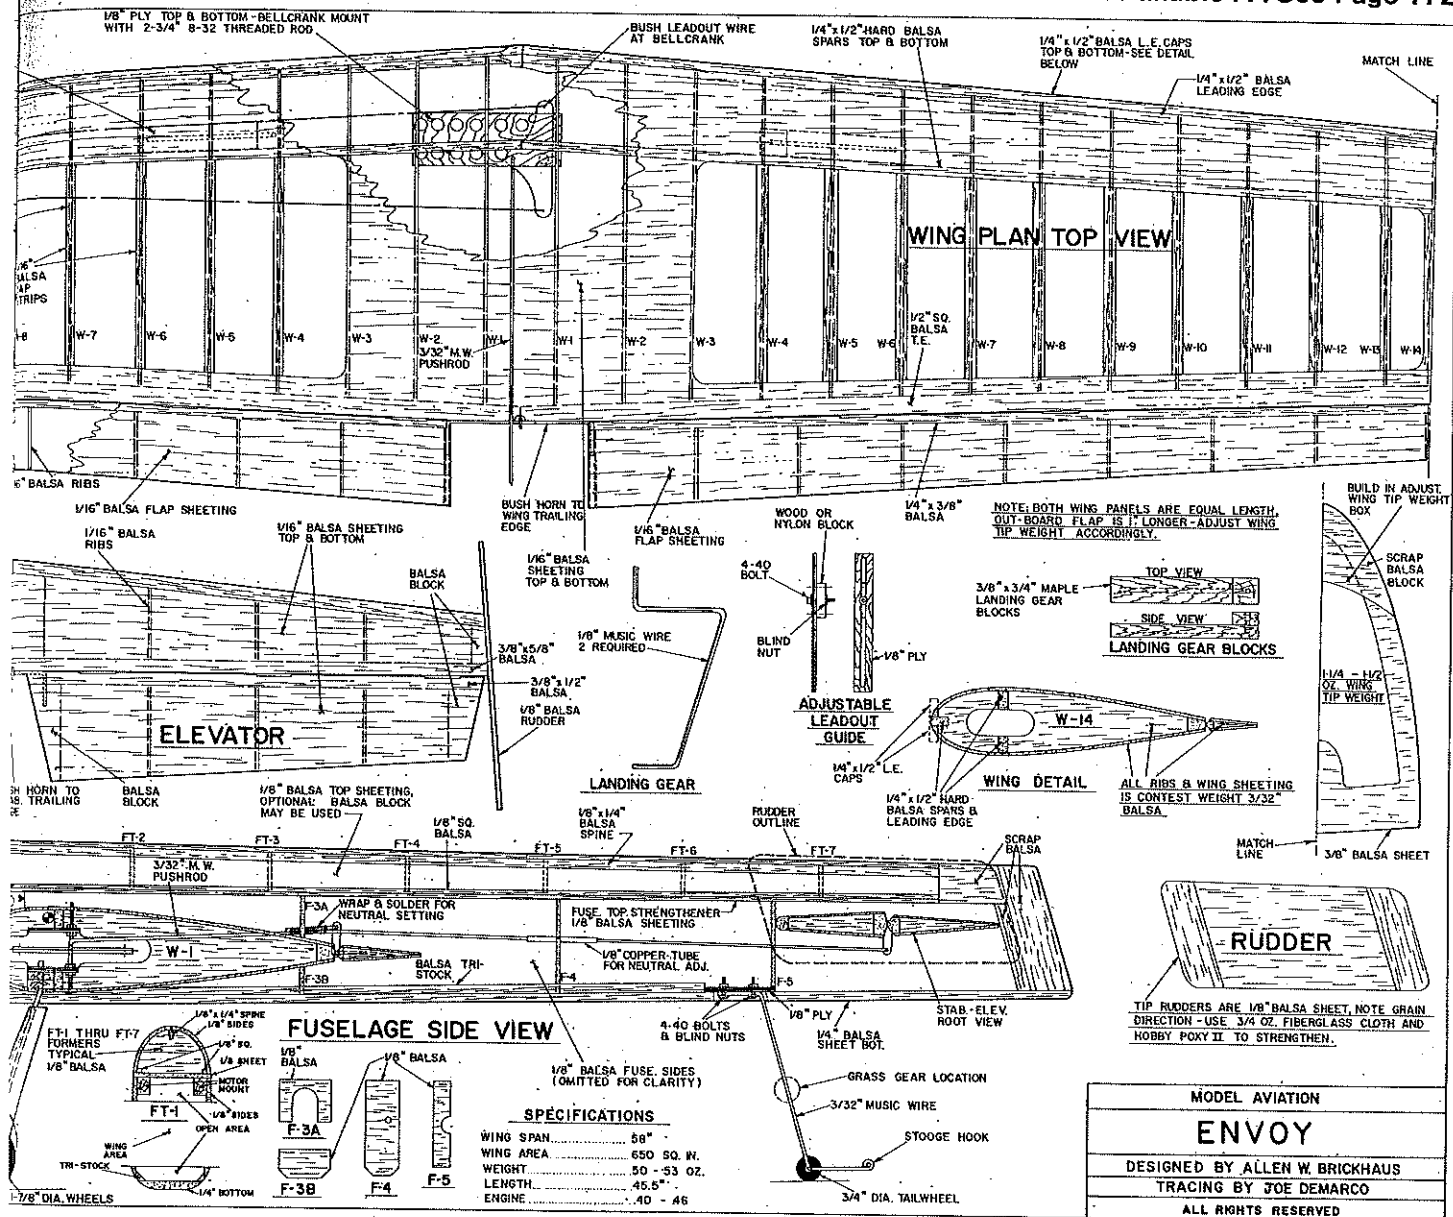 1/8" PLY TOP & BOTTOM-BELLCRANK MOUNT
WITH 2-3/4" 8-32 THREADED ROD
BUSH LEADOUT WIRE
AT BELLCRANK
1/4"x1/2" HARD BALSA
SPARS TOP & BOTTOM
1/4"x1/2" BALSA L.E. CAPS
TOP & BOTTOM-SEE DETAIL
BELOW
1/4"x1/2" BALSA
LEADING EDGE
MATCH LINE
WING PLAN TOP VIEW
W-7
W-6
W-5
W-4
W-3
W-2
W-1
W-1
W-2
W-3
W-4
W-5
W-6
W-7
W-8
W-9
W-10
W-11
W-12
W-13
W-14
3/32" M.W.
PUSHROD
1/2" SQ.
BALSA
T.E.
BALSA RIBS
1/16" BALSA FLAP SHEETING
BUSH HORN TO
WING TRAILING
EDGE
1/16" BALSA
FLAP SHEETING
1/4" x 3/8"
BALSA
WOOD OR
NYLON BLOCK
NOTE: BOTH WING PANELS ARE EQUAL LENGTH,
OUT-BOARD FLAP IS 1" LONGER-ADJUST WING
TIP WEIGHT ACCORDINGLY.
BUILD IN ADJUST.
WING TIP WEIGHT
BOX
SCRAP
BALSA
BLOCK
1/16" BALSA
RIBS
1/16" BALSA SHEETING
TOP & BOTTOM
BALSA
BLOCK
1/16" BALSA
SHEETING
TOP & BOTTOM
4-40
BOLT
BLIND
NUT
1/8" PLY
ADJUSTABLE
LEADOUT
GUIDE
TOP VIEW
3/8" x 3/4" MAPLE
LANDING GEAR
BLOCKS
SIDE VIEW
LANDING GEAR BLOCKS
1/8" MUSIC WIRE
2 REQUIRED
LANDING GEAR
3/8"x5/8"
BALSA
3/8"x1/2"
BALSA
1/8" BALSA
RUDDER
ELEVATOR
HORN TO
TRAILING
BALSA
BLOCK
1/8" BALSA TOP SHEETING,
OPTIONAL: BALSA BLOCK
MAY BE USED
W-14
1/4"x1/2" L.E.
CAPS
WING DETAIL
1/4"x1/2" HARD
BALSA SPARS &
LEADING EDGE
ALL RIBS & WING SHEETING
IS CONTEST WEIGHT 3/32"
BALSA
1-1/4 - 1-1/2
OZ. WING
TIP WEIGHT
MATCH
LINE
3/8" BALSA SHEET
1/8" SQ.
BALSA
1/8"x1/4"
BALSA
SPINE
RUDDER
OUTLINE
SCRAP
BALSA
FT-2
FT-3
FT-4
FT-5
FT-6
FT-7
3/32" M.W.
PUSHROD
F-3A
WRAP & SOLDER FOR
NEUTRAL SETTING
FUSE. TOP STRENGTHENER
1/8" BALSA SHEETING
W-1
BALSA TRI-
STOCK
F-3B
F-4
1/8" COPPER TUBE
FOR NEUTRAL ADJ.
F-5
1/8" PLY
4-40 BOLTS
& BLIND NUTS
1/4" BALSA
SHEET BOT.
STAB-ELEV.
ROOT VIEW
RUDDER
TIP RUDDERS ARE 1/8" BALSA SHEET, NOTE GRAIN
DIRECTION-USE 3/4 OZ. FIBERGLASS CLOTH AND
HOBBY POXY II TO STRENGTHEN.
FUSELAGE SIDE VIEW
FT-1 THRU FT-7
FORMERS
TYPICAL
1/8" BALSA
1/8"x1/4" SPINE
1/8" SIDES
1/8" SQ.
1/8 SHEET
MOTOR
MOUNT
1/8" SIDES
FT-1
OPEN AREA
WING
AREA
TRI-STOCK
1/4" BOTTOM
DIA. WHEELS
1/8"
BALSA
F-3A
F-3B
1/8" BALSA
F-4
F-5
1/8" BALSA FUSE. SIDES
(OMITTED FOR CLARITY)
SPECIFICATIONS
WING SPAN 58"
WING AREA 650 SQ. IN.
WEIGHT 50-53 OZ.
LENGTH 45.5"
ENGINE .40-.46
GRASS GEAR LOCATION
3/32" MUSIC WIRE
STOOGE HOOK
3/4" DIA. TAILWHEEL
MODEL AVIATION
ENVOY
DESIGNED BY ALLEN W. BRICKHAUS
TRACING BY JOE DEMARCO
ALL RIGHTS RESERVED